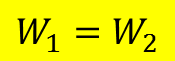 W₁ = W₂